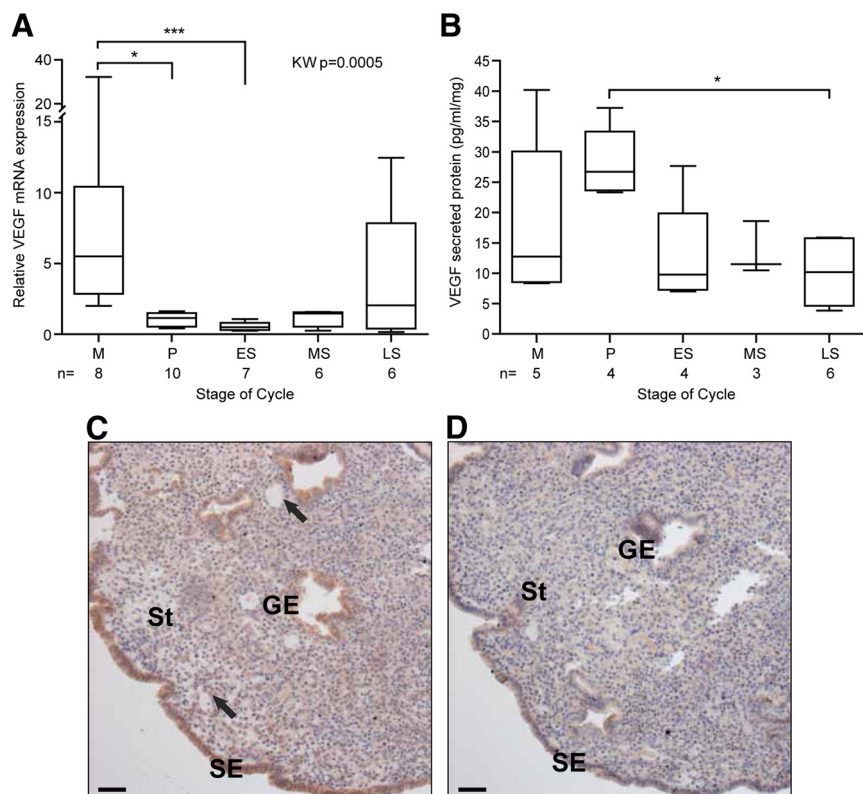 A
***
*
KW p=0.0005
40
20
15
10
5
0
Relative VEGF mRNA expression
M P ES MS LS
n= 8 10 7 6 6
Stage of Cycle
B
*
45
40
35
30
25
20
15
10
5
0
VEGF secreted protein (pg/ml/mg)
M P ES MS LS
n= 5 4 4 3 6
Stage of Cycle
C
St
GE
SE
D
GE
St
SE